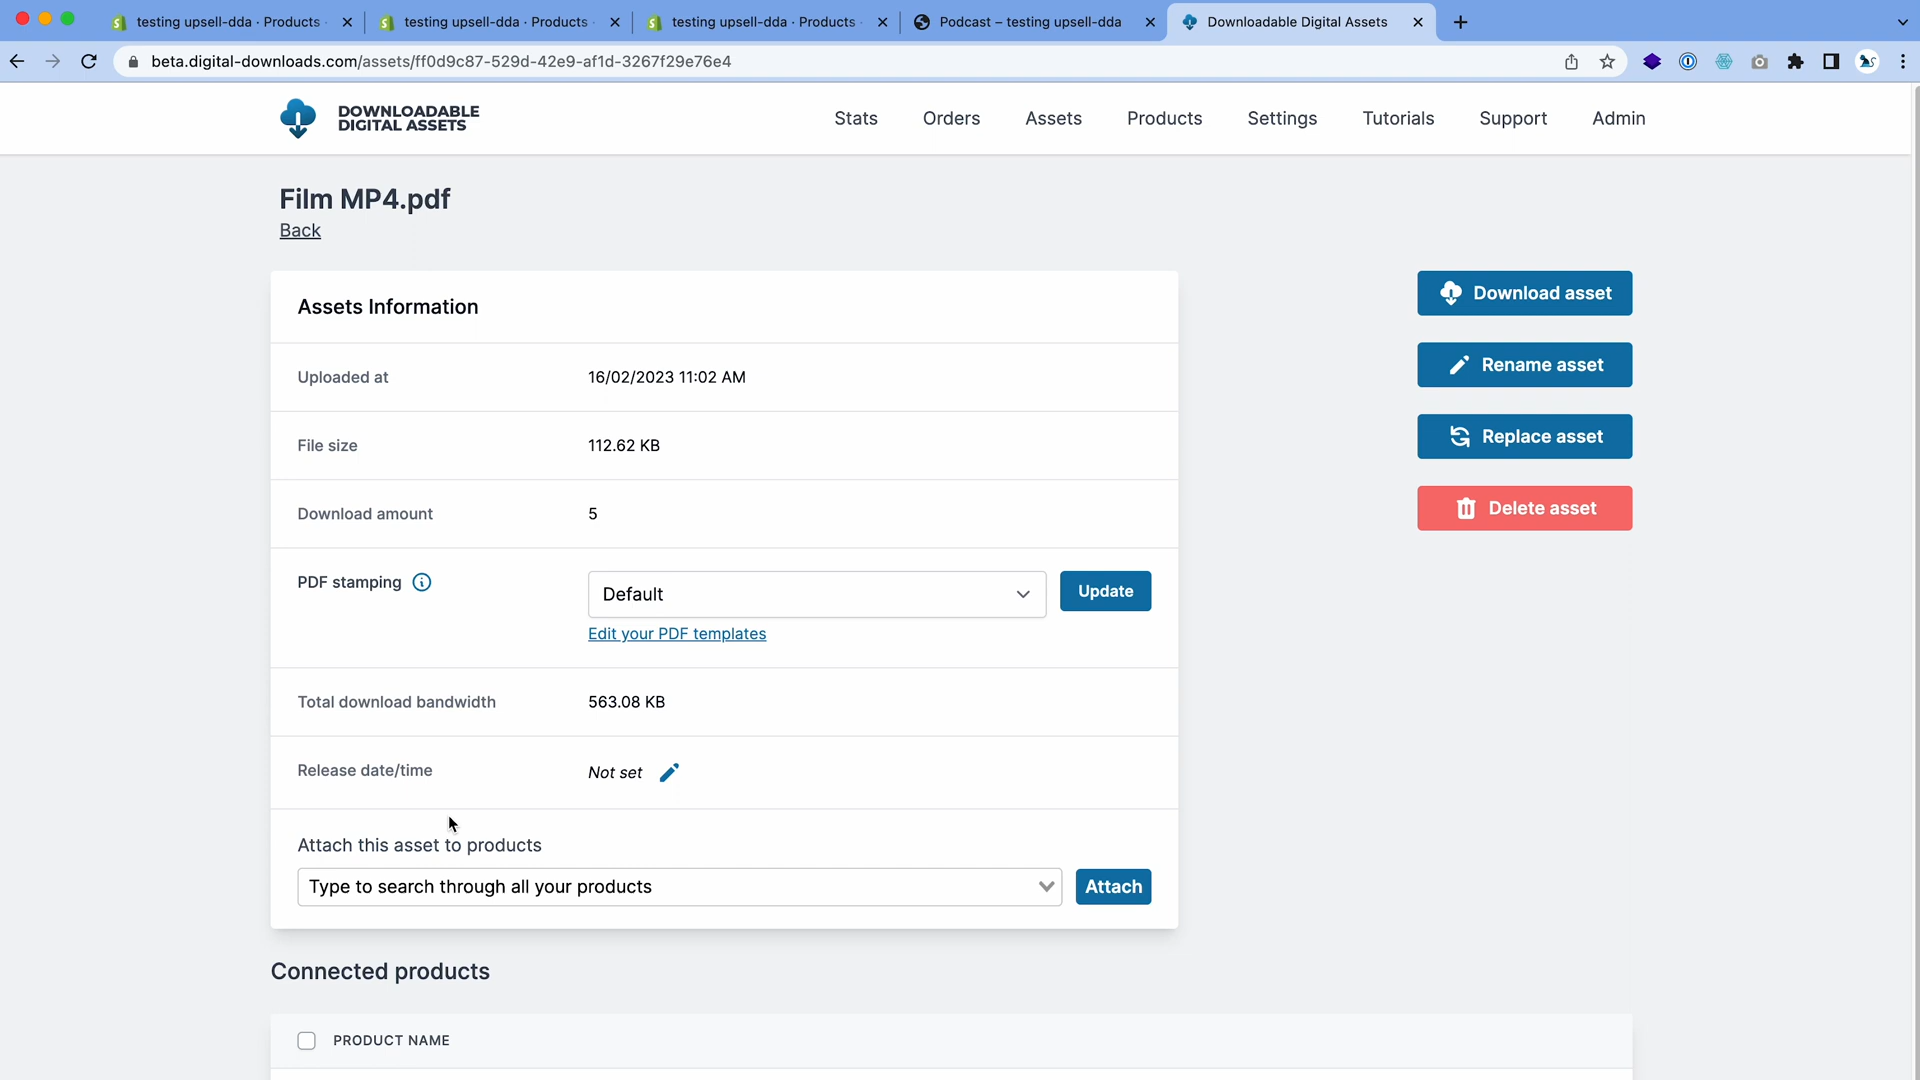 testing upsell-dda · Products
testing upsell-dda · Products
testing upsell-dda · Products
Podcast – testing upsell-dda
Downloadable Digital Assets
beta.digital-downloads.com/assets/ff0d9c87-529d-42e9-af1d-3267f29e76e4
DOWNLOADABLE
DIGITAL ASSETS
Stats
Orders
Assets
Products
Settings
Tutorials
Support
Admin
Film MP4.pdf
Back
Assets Information
Uploaded at
16/02/2023 11:02 AM
File size
112.62 KB
Download amount
5
PDF stamping
Default
Update
Edit your PDF templates
Total download bandwidth
563.08 KB
Release date/time
Not set
Attach this asset to products
Type to search through all your products
Attach
Download asset
Rename asset
Replace asset
Delete asset
Connected products
PRODUCT NAME